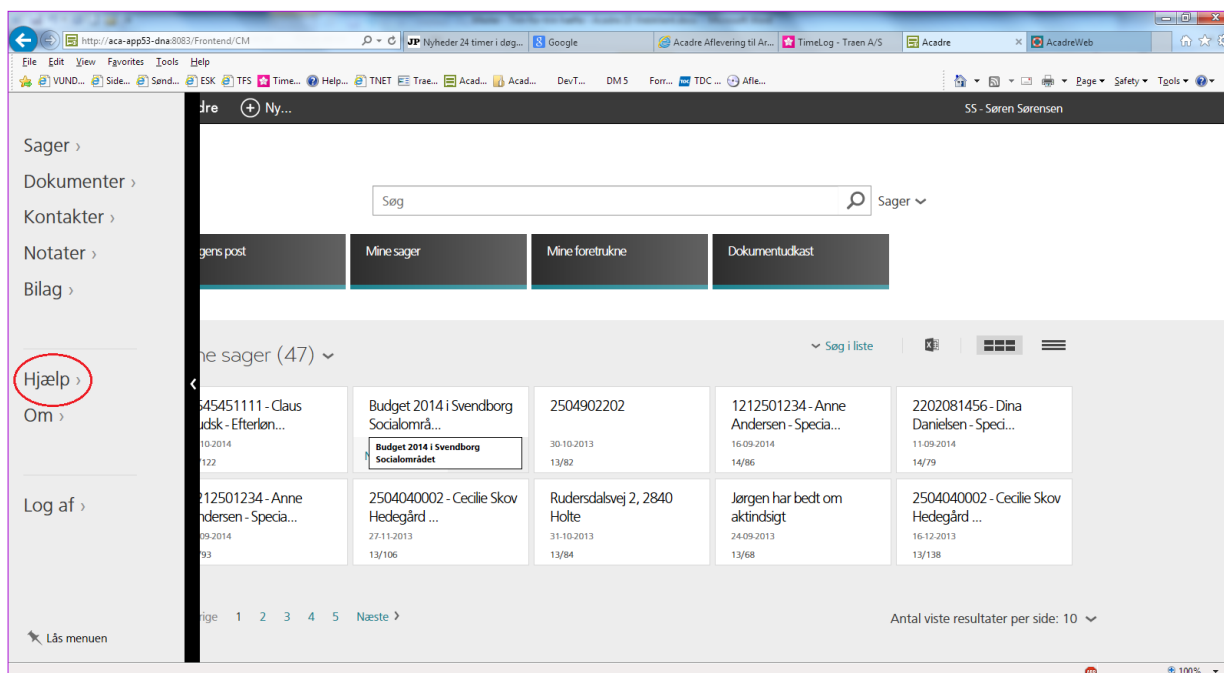 http://aca-app53-dna:8083/Frontend/CM
JP Nyheder 24 timer i døg...
Google
Acadre Aflevering til Ar...
TimeLog - Traen A/S
Acadre
AcadreWeb
File Edit View Favorites Tools Help
VUND... Side... Sønd... ESK TFS Time... Help... TNET Trae... Acad... Acad... DevT... DM 5 Forr... TDC ... Afle...
Page Safety Tools
dre Ny...
SS - Søren Sørensen
Sager ›
Dokumenter ›
Kontakter ›
Notater ›
Bilag ›
Hjælp ›
Om ›
Log af ›
Lås menuen
Søg
Sager
gens post
Mine sager
Mine foretrukne
Dokumentudkast
ne sager (47)
Søg i liste
545451111 - Claus
udsk - Efterløn...
10-2014
/122
Budget 2014 i Svendborg
Socialområ...
Budget 2014 i Svendborg
Socialområdet
2504902202
30-10-2013
13/82
1212501234 - Anne
Andersen - Specia...
16-09-2014
14/86
2202081456 - Dina
Danielsen - Speci...
11-09-2014
14/79
212501234 - Anne
ndersen - Specia...
09-2014
/93
2504040002 - Cecilie Skov
Hedegård ...
27-11-2013
13/106
Rudersdalsvej 2, 2840
Holte
31-10-2013
13/84
Jørgen har bedt om
aktindsigt
24-09-2013
13/68
2504040002 - Cecilie Skov
Hedegård ...
16-12-2013
13/138
rige 1 2 3 4 5 Næste ›
Antal viste resultater per side: 10
100%